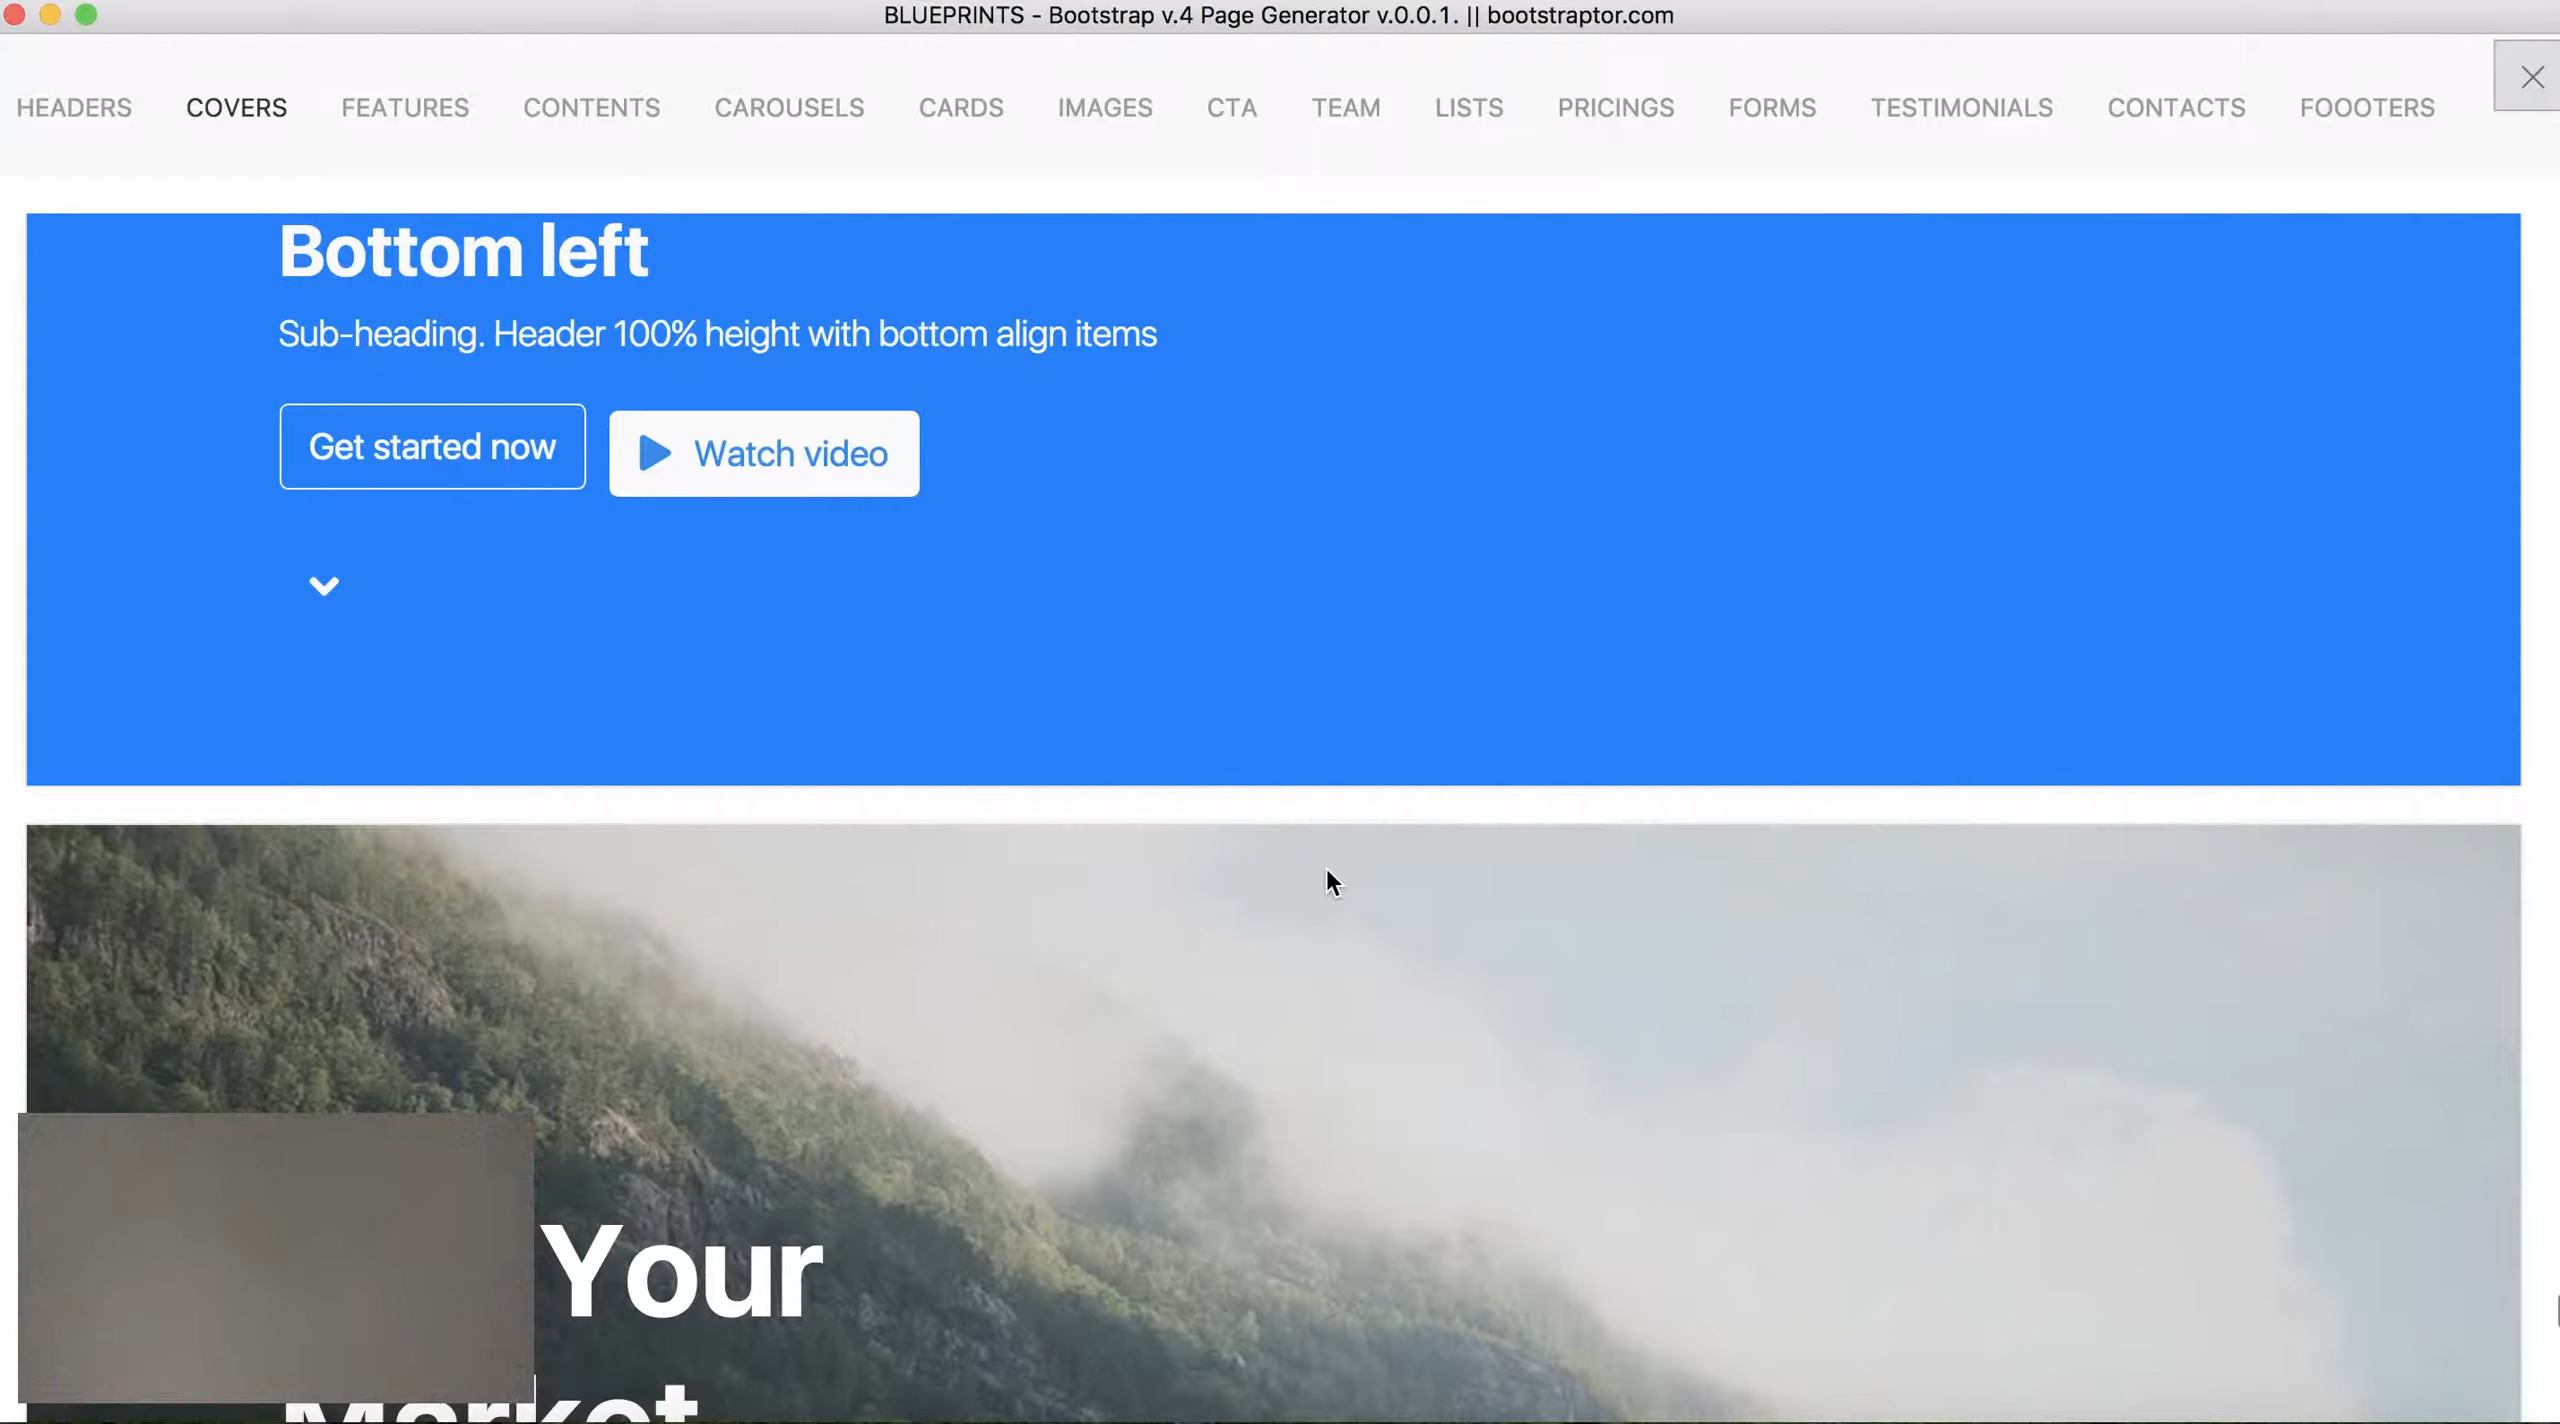 BLUEPRINTS - Bootstrap v.4 Page Generator v.0.0.1. || bootstraptor.com
HEADERS COVERS FEATURES CONTENTS CAROUSELS CARDS IMAGES CTA TEAM LISTS PRICINGS FORMS TESTIMONIALS CONTACTS FOOOTERS
Bottom left
Sub-heading. Header 100% height with bottom align items
Get started now Watch video
Your
Market